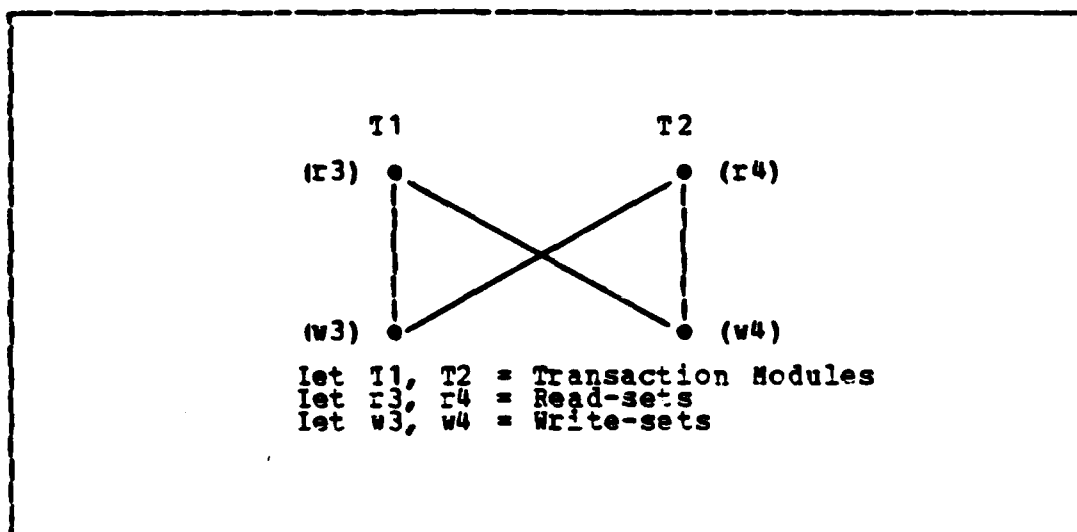 T1 T2
(r3) (r4)
(w3) (w4)
Let T1, T2 = Transaction Modules
Let r3, r4 = Read-sets
Let w3, w4 = Write-sets